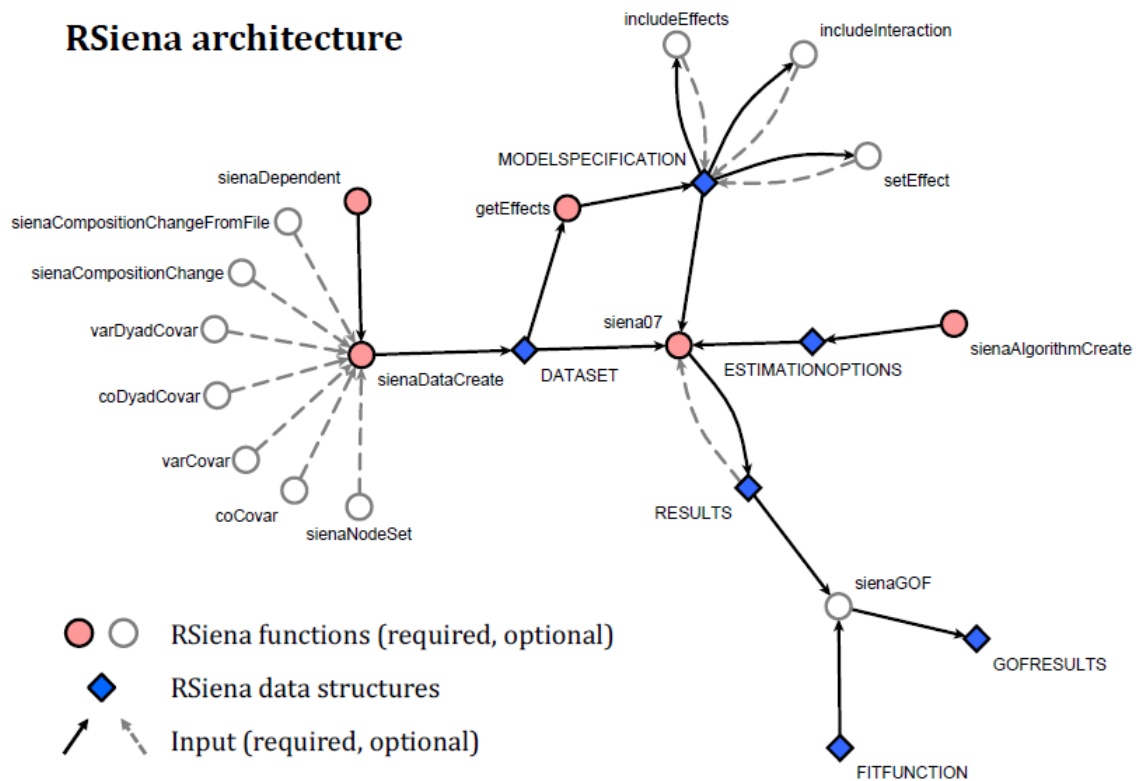 RSiena architecture
includeEffects
includeInteraction
MODELSPECIFICATION
setEffect
sienaDependent
getEffects
sienaCompositionChangeFromFile
sienaCompositionChange
varDyadCovar
siena07
sienaAlgorithmCreate
sienaDataCreate
DATASET
ESTIMATIONOPTIONS
coDyadCovar
varCovar
coCovar
sienaNodeSet
RESULTS
sienaGOF
RSiena functions (required, optional)
GOFRESULTS
RSiena data structures
Input (required, optional)
FITFUNCTION